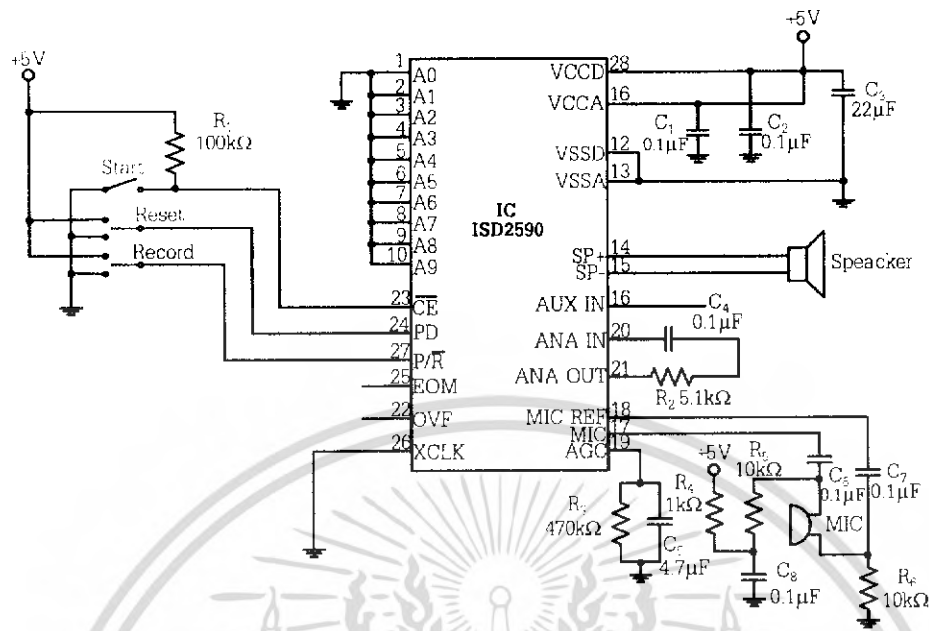 +5V
R1
100kΩ
Start
Reset
Record
1
A0
2
A1
3
A2
4
A3
5
A4
6
A5
7
A6
8
A7
9
A8
10
A9
23
CE
24
PD
27
P/R
25
EOM
22
OVF
26
XCLK
IC
ISD2590
VCCD
28
VCCA
16
VSSD
12
VSSA
13
SP+
14
SP-
15
AUX IN
16
ANA IN
20
ANA OUT
21
MIC REF
18
MIC
17
AGC
19
+5V
C1
0.1μF
C2
0.1μF
C3
22μF
Speacker
C4
0.1μF
R2 5.1kΩ
+5V
R3
470kΩ
4.7μF
R4
1kΩ
10kΩ
C8
0.1μF
0.1μF
C7
0.1μF
MIC
R6
10kΩ